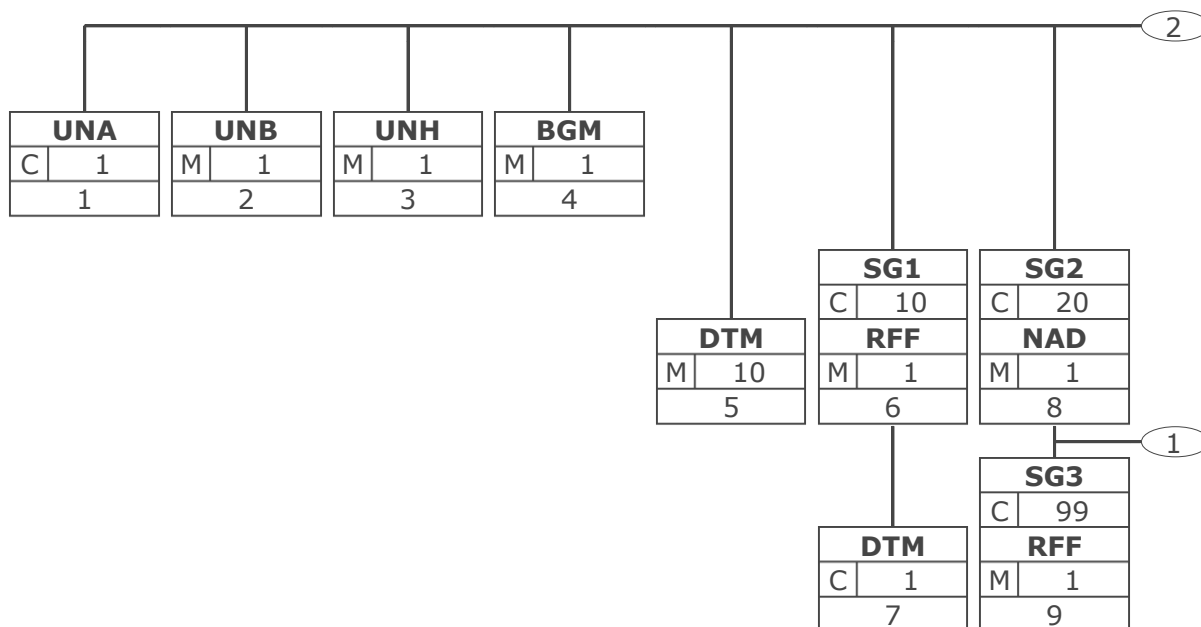 2
UNA UNB UNH BGM
C 1 M 1 M 1 M 1
1 2 3 4
SG1 SG2
C 10 C 20
DTM RFF NAD
M 10 M 1 M 1
5 6 8
1
SG3
C 99
DTM RFF
C 1 M 1
7 9